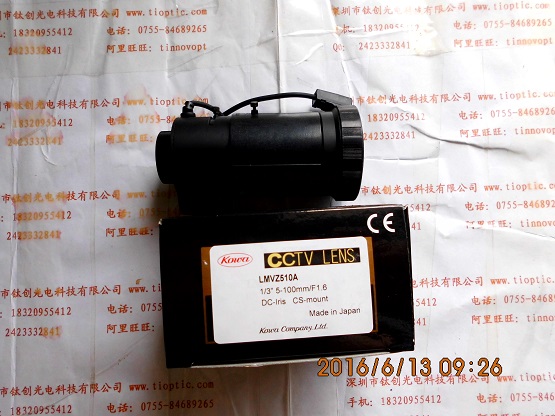 深圳市钛创光电科技有限公司 www.tioptic.com
手机: 18320955412 电话: 0755-84689265
QQ: 2423332841 阿里旺旺: tinnovopt
Kowa CCTV LENS
CE
LMVZ510A
1/3" 5-100mm/F1.6
DC-Iris CS-mount
Made in Japan
Kowa Company, Ltd.
2016/6/13 09:26